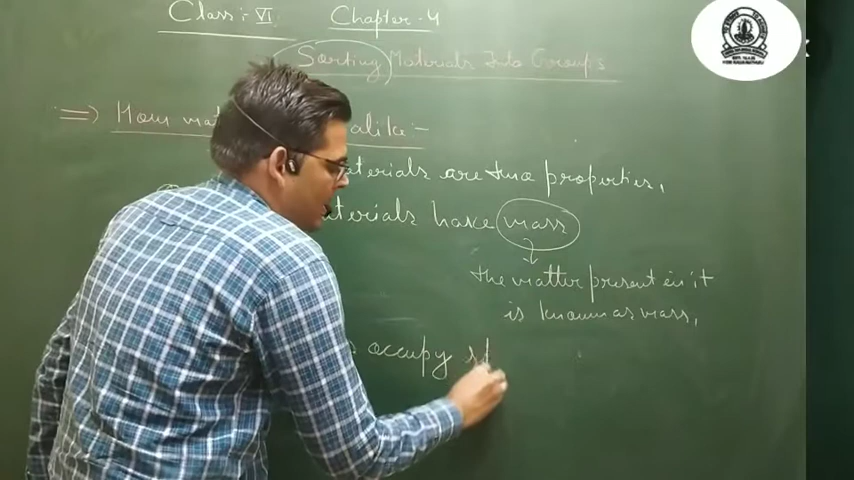 Class:- VI Chapter-4
Sorting Materials Into Groups
=> How alike:-
materials are two properties,
materials have mass
the matter present in it
is known as mass,
occupy